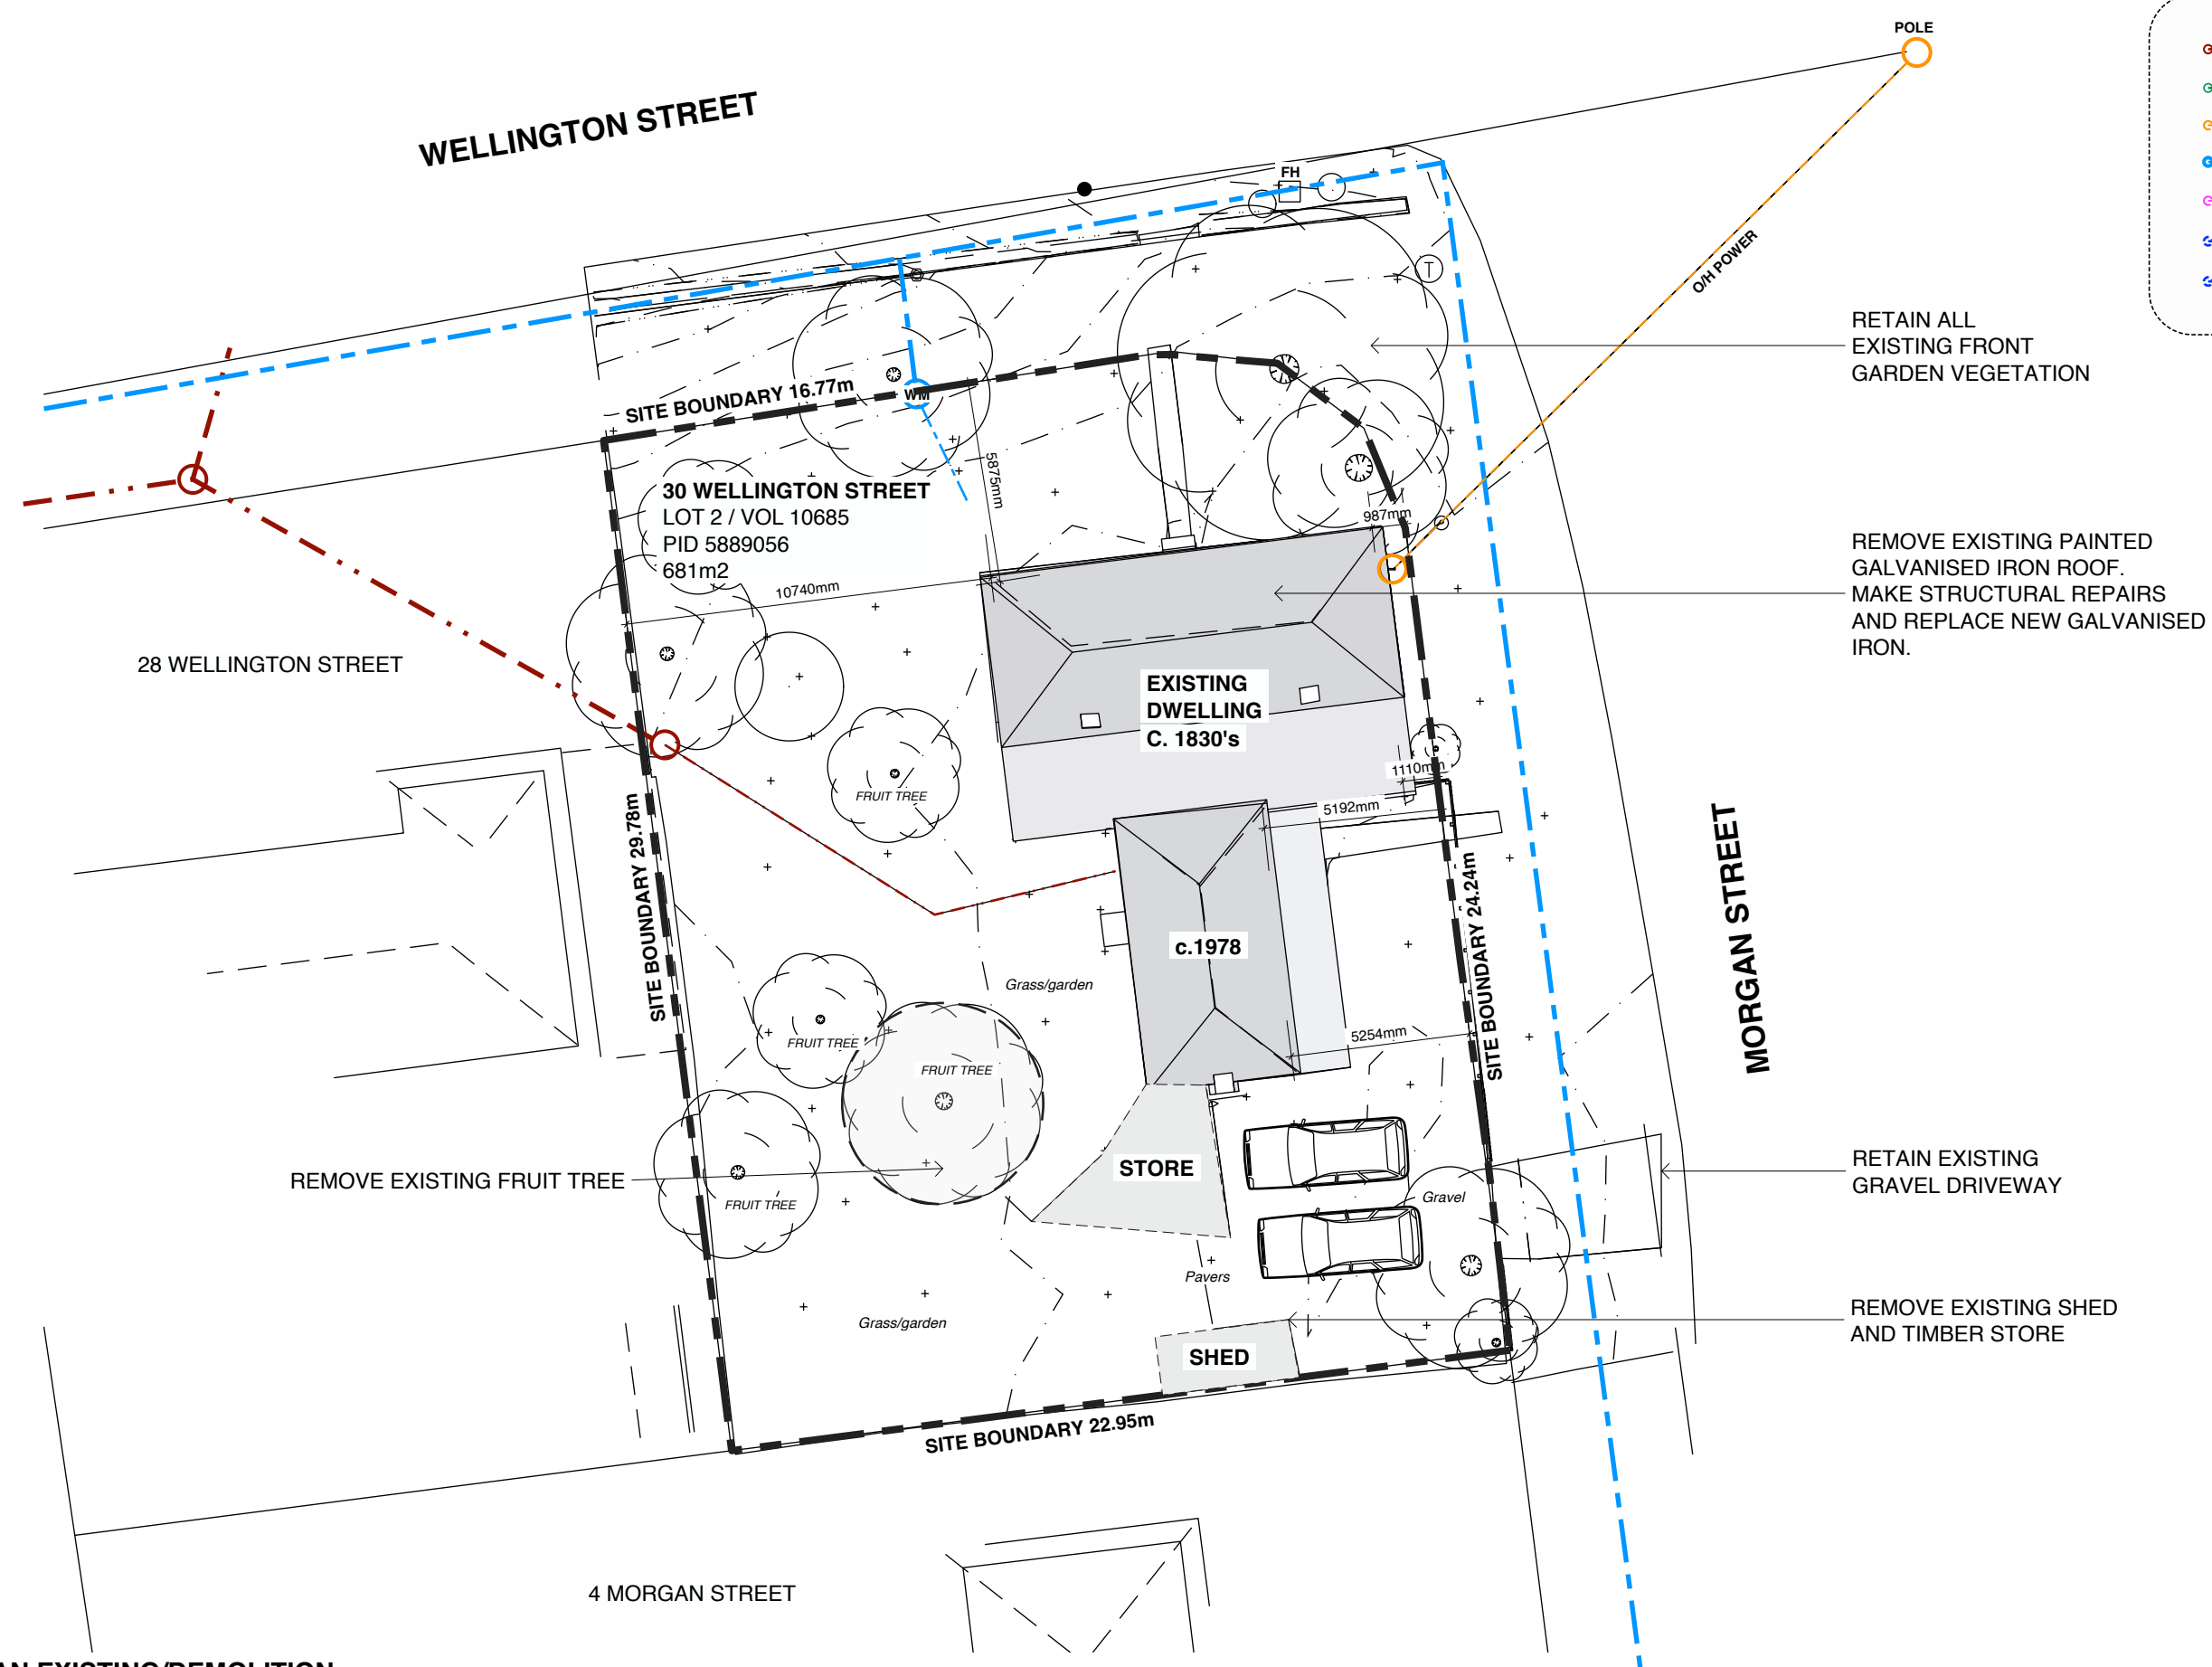 POLE
WELLINGTON STREET
FH
T
O/H POWER
RETAIN ALL
EXISTING FRONT
GARDEN VEGETATION
SITE BOUNDARY 16.77m
WM
5875mm
30 WELLINGTON STREET
LOT 2 / VOL 10685
PID 5889056
681m2
987mm
10740mm
REMOVE EXISTING PAINTED
GALVANISED IRON ROOF.
MAKE STRUCTURAL REPAIRS
AND REPLACE NEW GALVANISED
IRON.
28 WELLINGTON STREET
EXISTING
DWELLING
C. 1830's
1110mm
FRUIT TREE
5192mm
SITE BOUNDARY 29.78m
SITE BOUNDARY 24.24m
MORGAN STREET
c.1978
Grass/garden
FRUIT TREE
5254mm
FRUIT TREE
REMOVE EXISTING FRUIT TREE
STORE
RETAIN EXISTING
GRAVEL DRIVEWAY
FRUIT TREE
Gravel
Pavers
Grass/garden
REMOVE EXISTING SHED
AND TIMBER STORE
SHED
SITE BOUNDARY 22.95m
4 MORGAN STREET
AN EXISTING/DEMOLITION